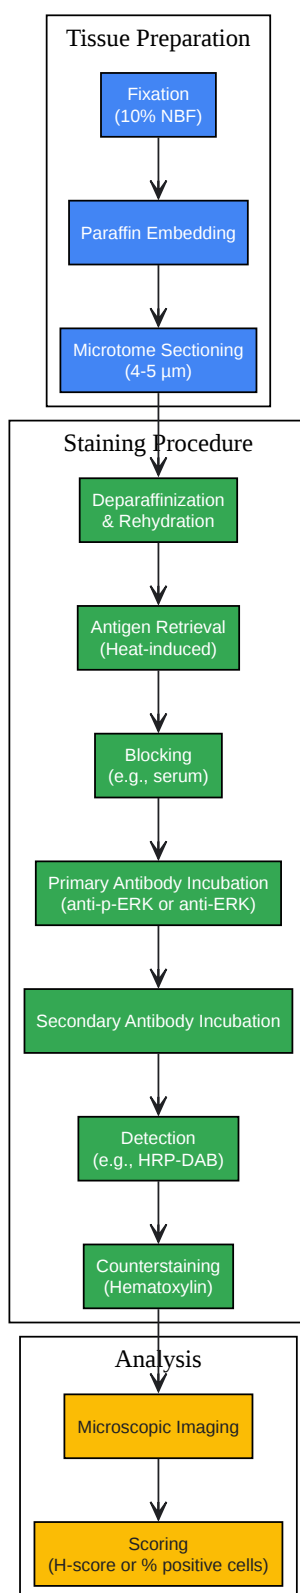 Tissue Preparation
Fixation
(10% NBF)
Paraffin Embedding
Microtome Sectioning
(4-5 µm)
Staining Procedure
Deparaffinization
& Rehydration
Antigen Retrieval
(Heat-induced)
Blocking
(e.g., serum)
Primary Antibody Incubation
(anti-p-ERK or anti-ERK)
Secondary Antibody Incubation
Detection
(e.g., HRP-DAB)
Counterstaining
(Hematoxylin)
Analysis
Microscopic Imaging
Scoring
(H-score or % positive cells)